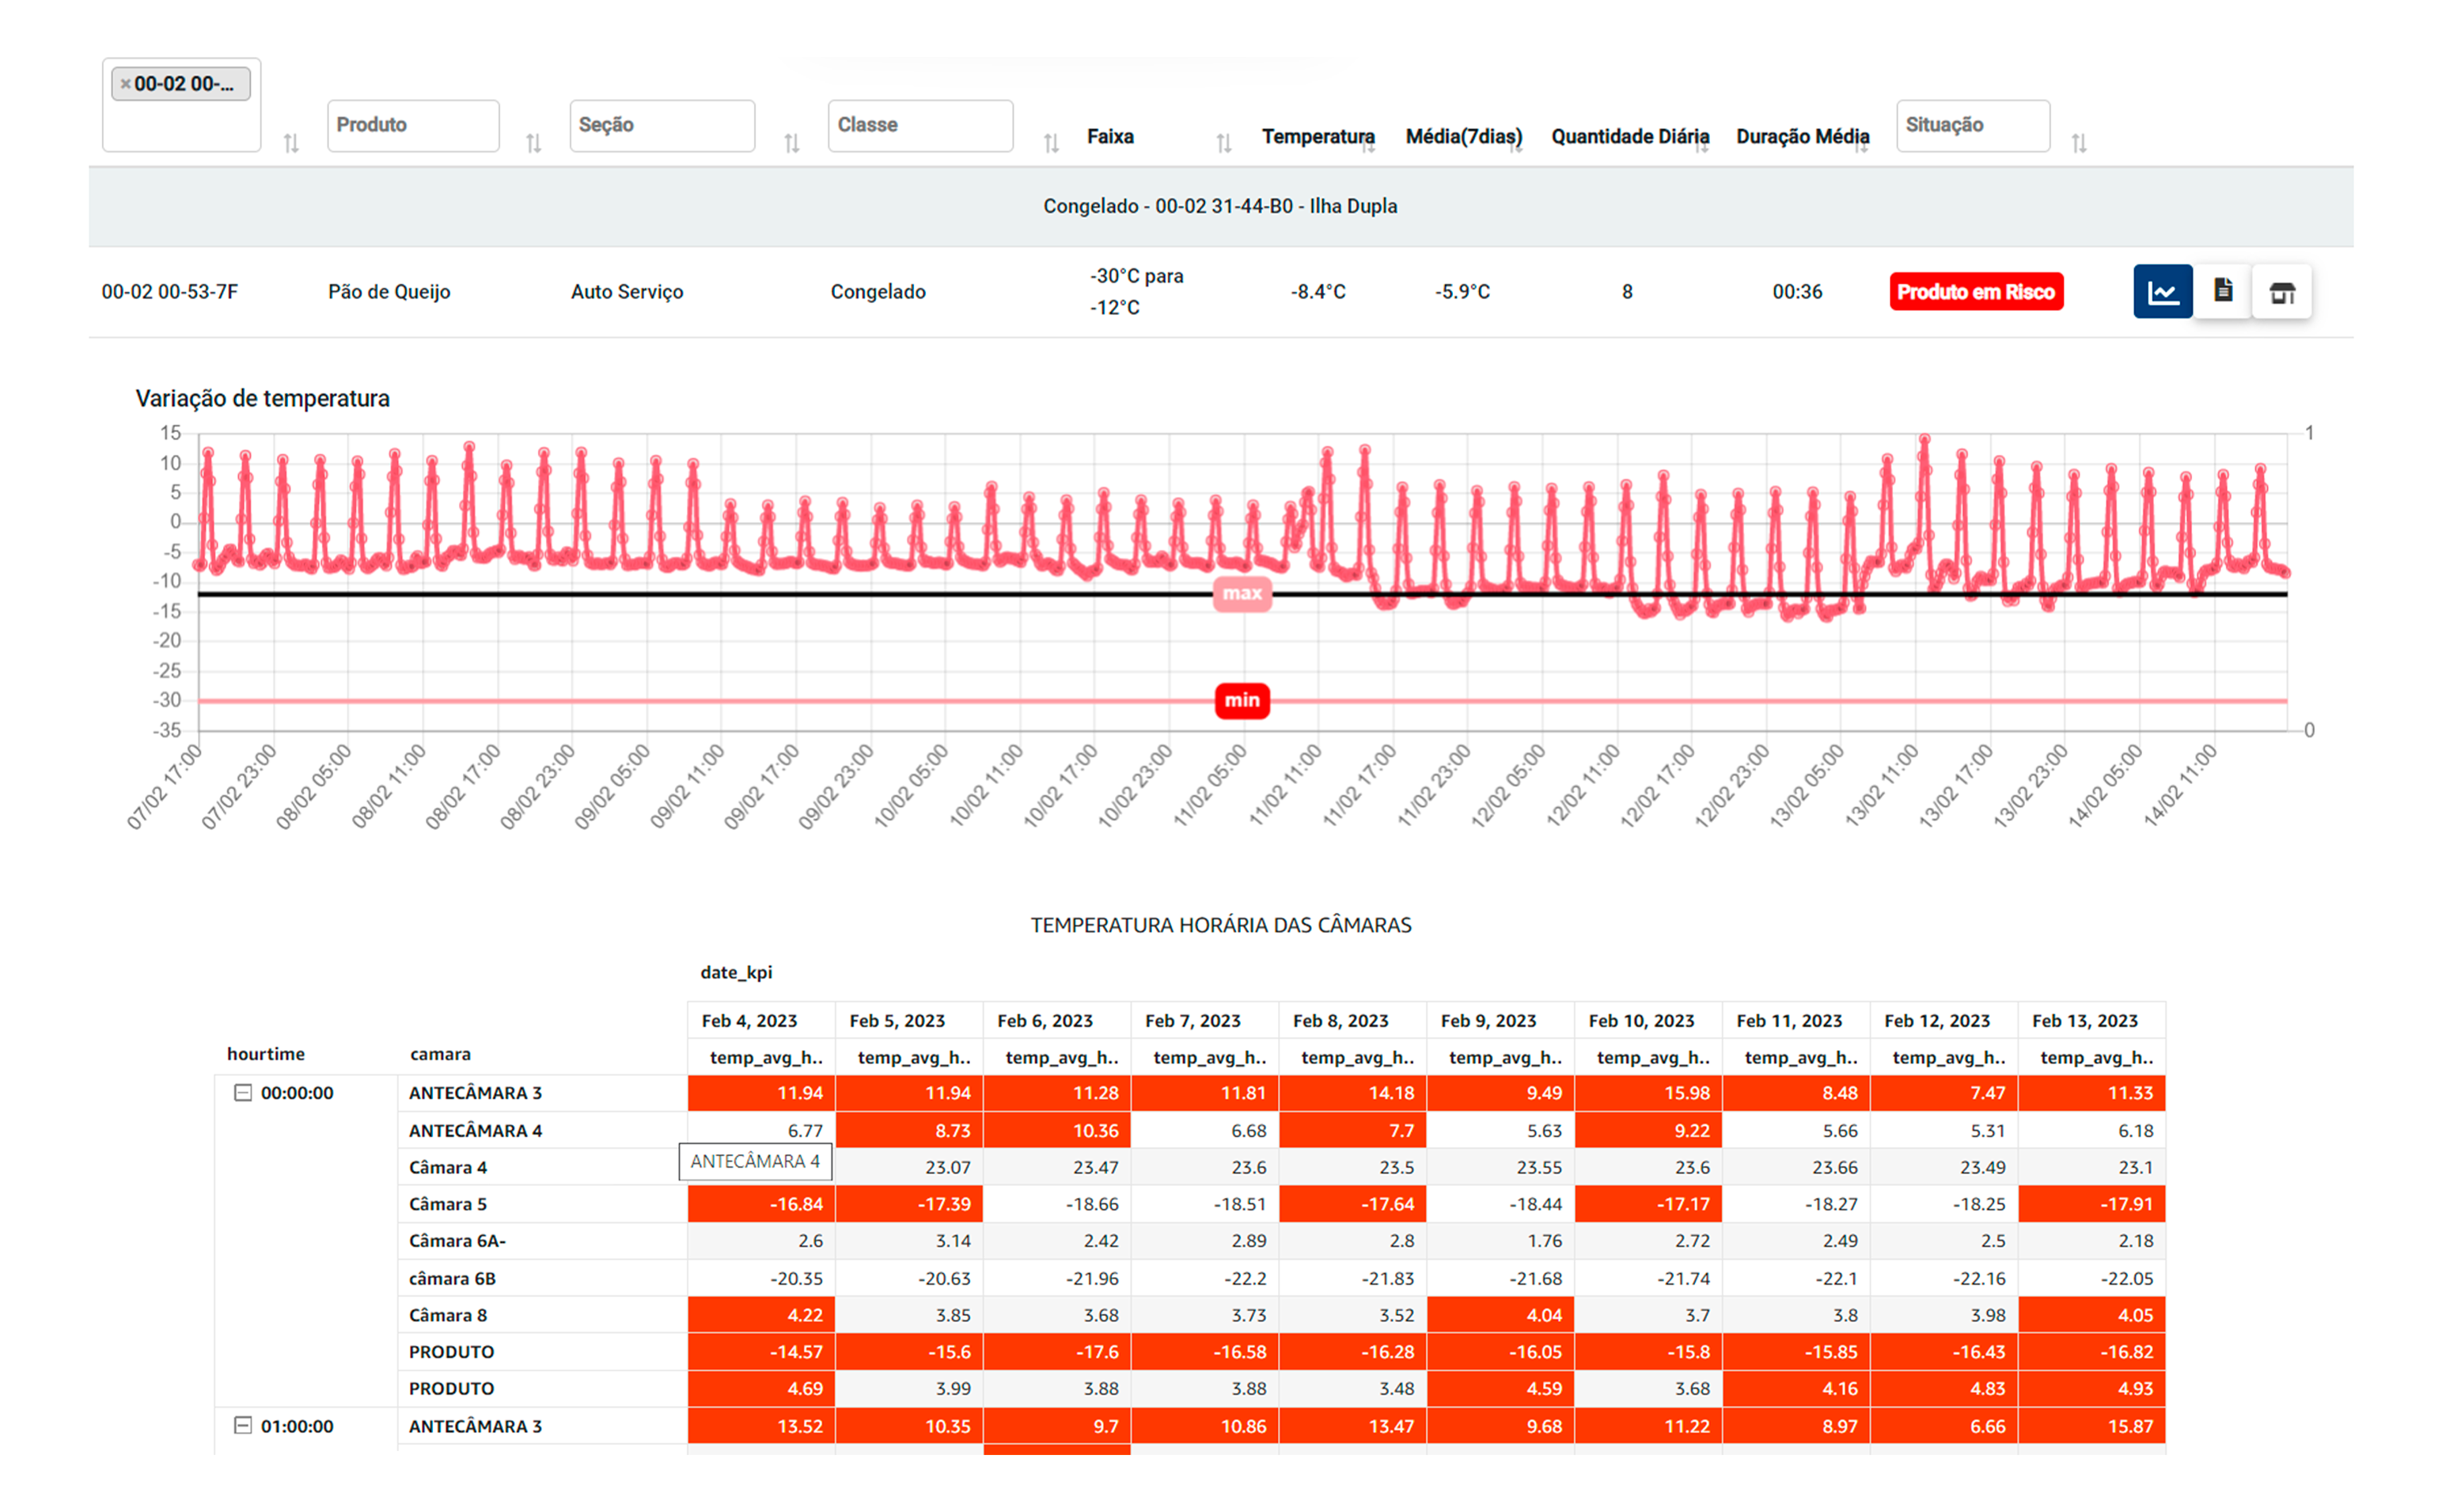 ×00-02 00-...
Produto
Seção
Classe
Faixa
Temperatura
Média(7dias)
Quantidade Diária
Duração Média
Situação
Congelado - 00-02 31-44-B0 - Ilha Dupla
00-02 00-53-7F Pão de Queijo Auto Serviço Congelado -30°C para -8.4°C -5.9°C 8 00:36 Produto em Risco
-12°C
Variação de temperatura
15 1
10
5
0
-5
-10
max
-15
-20
-25
-30 min
-35 0
07/02 17:00 07/02 23:00 08/02 05:00 08/02 11:00 08/02 17:00 08/02 23:00 09/02 05:00 09/02 11:00 09/02 17:00 09/02 23:00 10/02 05:00 10/02 11:00 10/02 17:00 10/02 23:00 11/02 05:00 11/02 11:00 11/02 17:00 11/02 23:00 12/02 05:00 12/02 11:00 12/02 17:00 12/02 23:00 13/02 05:00 13/02 11:00 13/02 17:00 13/02 23:00 14/02 05:00 14/02 11:00
TEMPERATURA HORÁRIA DAS CÂMARAS
date_kpi
Feb 4, 2023 Feb 5, 2023 Feb 6, 2023 Feb 7, 2023 Feb 8, 2023 Feb 9, 2023 Feb 10, 2023 Feb 11, 2023 Feb 12, 2023 Feb 13, 2023
hourtime camara temp_avg_h.. temp_avg_h.. temp_avg_h.. temp_avg_h.. temp_avg_h.. temp_avg_h.. temp_avg_h.. temp_avg_h.. temp_avg_h.. temp_avg_h..
00:00:00 ANTECÂMARA 3 11.94 11.94 11.28 11.81 14.18 9.49 15.98 8.48 7.47 11.33
ANTECÂMARA 4 6.77 8.73 10.36 6.68 7.7 5.63 9.22 5.66 5.31 6.18
Câmara 4 ANTECÂMARA 4 23.07 23.47 23.6 23.5 23.55 23.6 23.66 23.49 23.1
Câmara 5 -16.84 -17.39 -18.66 -18.51 -17.64 -18.44 -17.17 -18.27 -18.25 -17.91
Câmara 6A- 2.6 3.14 2.42 2.89 2.8 1.76 2.72 2.49 2.5 2.18
câmara 6B -20.35 -20.63 -21.96 -22.2 -21.83 -21.68 -21.74 -22.1 -22.16 -22.05
Câmara 8 4.22 3.85 3.68 3.73 3.52 4.04 3.7 3.8 3.98 4.05
PRODUTO -14.57 -15.6 -17.6 -16.58 -16.28 -16.05 -15.8 -15.85 -16.43 -16.82
PRODUTO 4.69 3.99 3.88 3.88 3.48 4.59 3.68 4.16 4.83 4.93
01:00:00 ANTECÂMARA 3 13.52 10.35 9.7 10.86 13.47 9.68 11.22 8.97 6.66 15.87